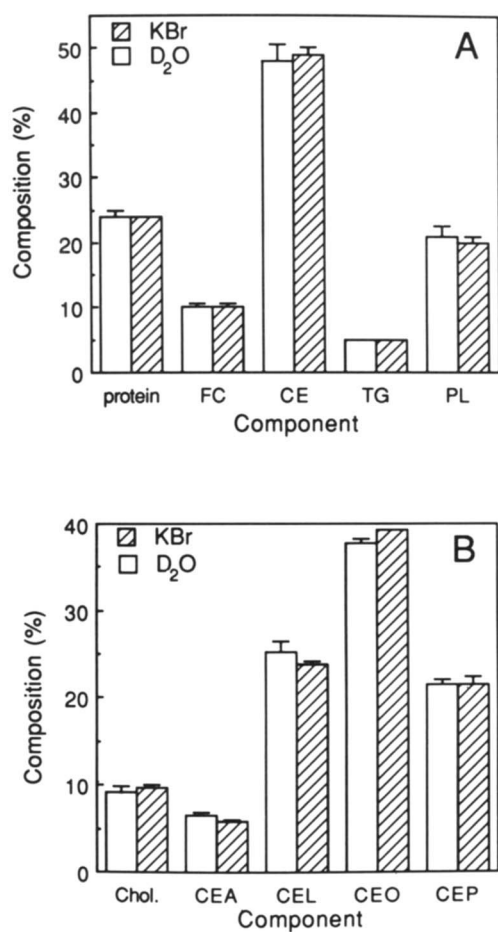 A
KBr
D₂O
50
40
30
20
10
0
Composition (%)
protein FC CE TG PL
Component
B
KBr
D₂O
40
30
20
10
0
Composition (%)
Chol. CEA CEL CEO CEP
Component